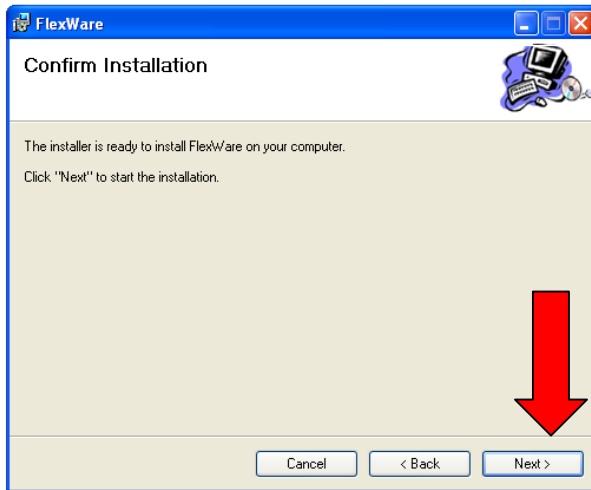 FlexWare
Confirm Installation
The installer is ready to install FlexWare on your computer.
Click "Next" to start the installation.
Cancel
< Back
Next >